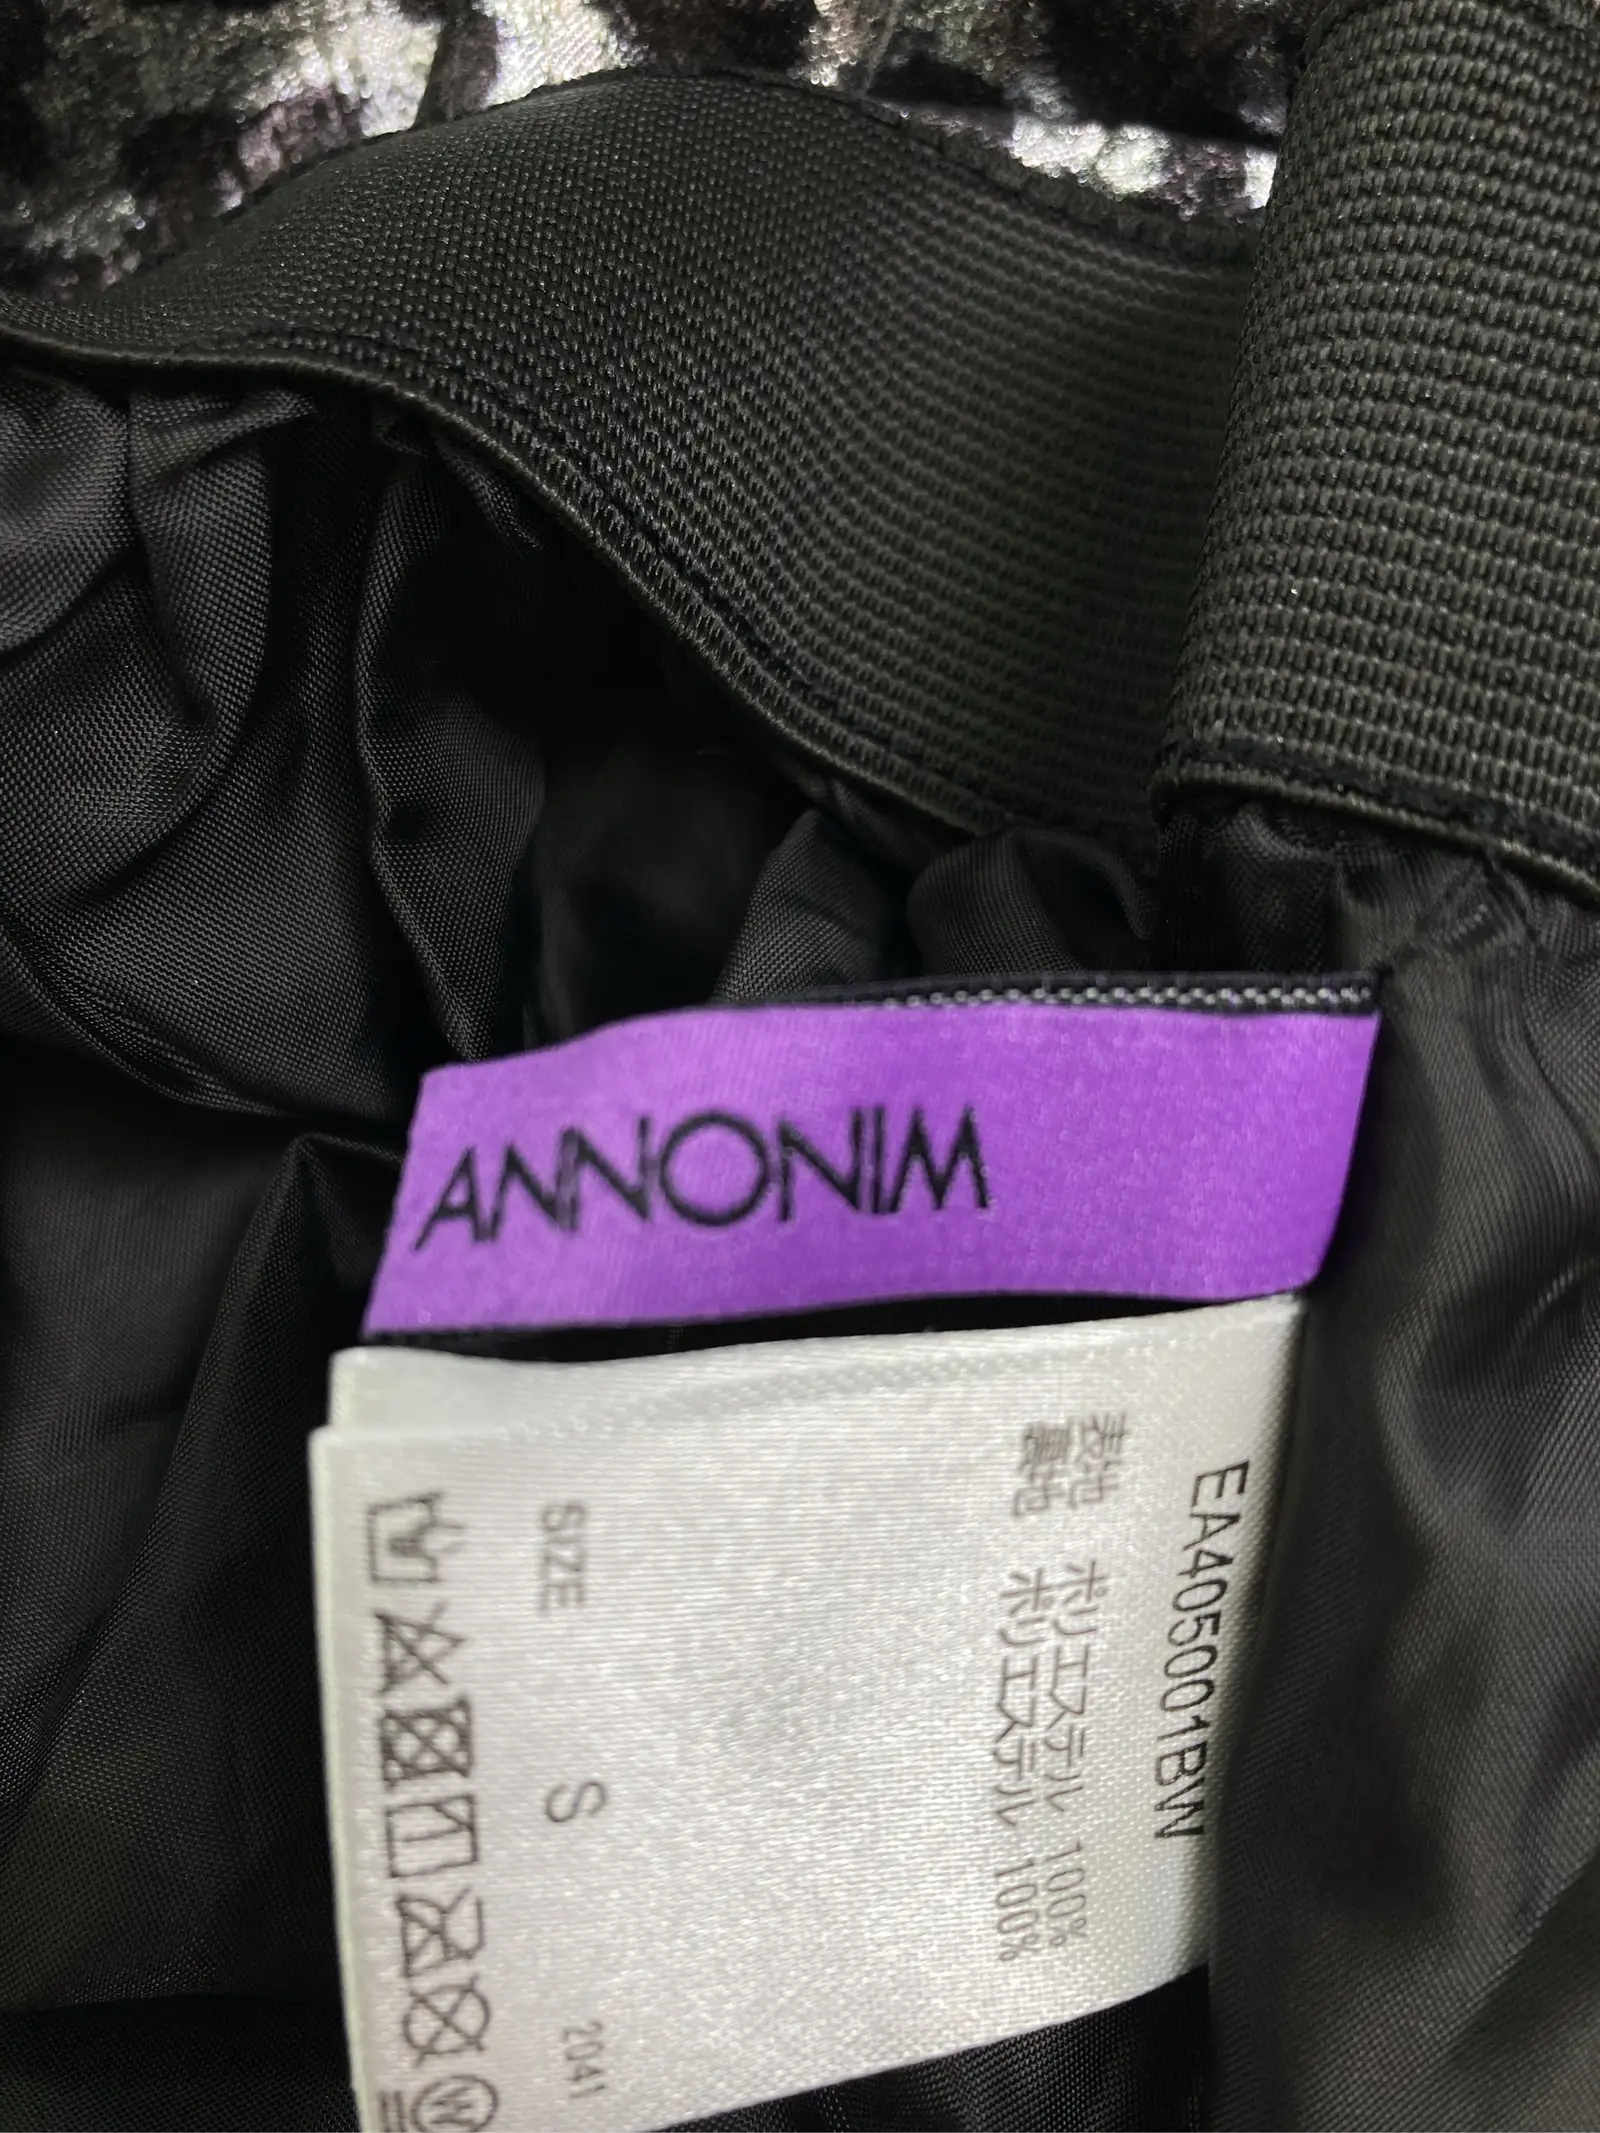 ANNONIM
EA405001BW
表地 ポリエステル 100%
裏地 ポリエステル 100%
SIZE S 2041
W